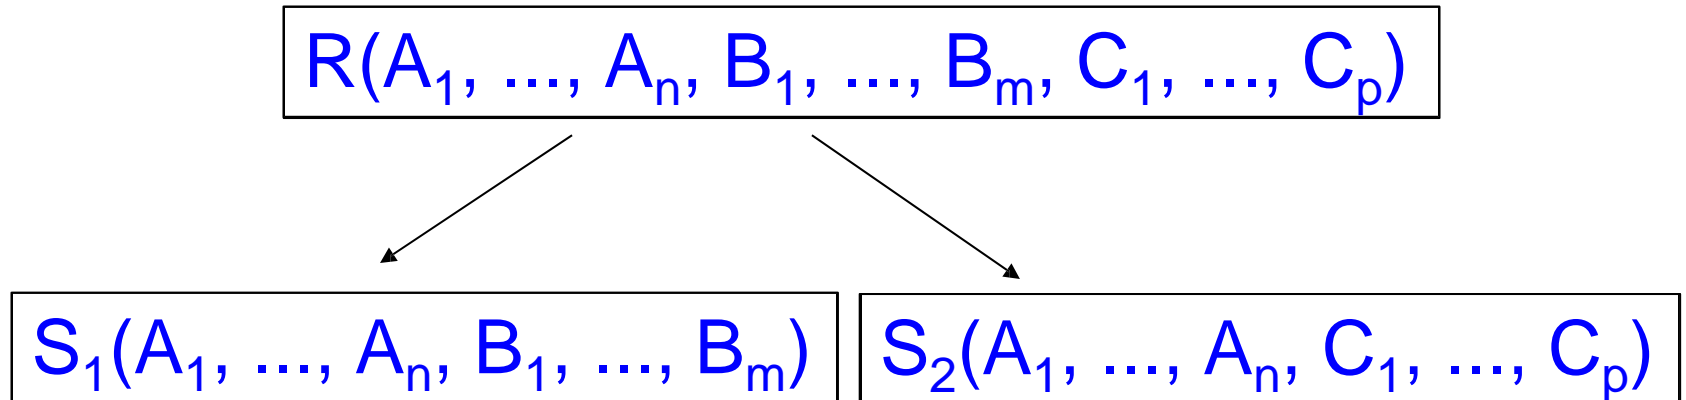 R(A₁, ..., Aₙ, B₁, ..., Bₘ, C₁, ..., Cₚ)
S₁(A₁, ..., Aₙ, B₁, ..., Bₘ)
S₂(A₁, ..., Aₙ, C₁, ..., Cₚ)